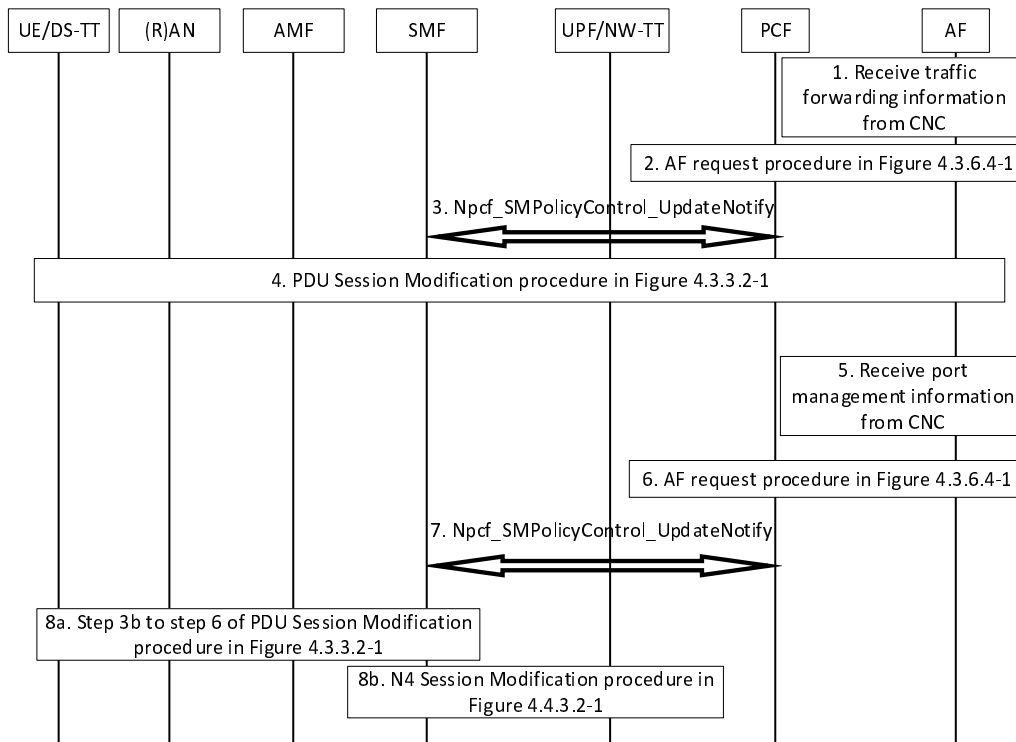 UE/DS-TT
(R)AN
AMF
SMF
UPF/NW-TT
PCF
AF
1. Receive traffic
forwarding information
from CNC
2. AF request procedure in Figure 4.3.6.4-1
3. Npcf_SMPolicyControl_UpdateNotify
4. PDU Session Modification procedure in Figure 4.3.3.2-1
5. Receive port
management information
from CNC
6. AF request procedure in Figure 4.3.6.4-1
7. Npcf_SMPolicyControl_UpdateNotify
8a. Step 3b to step 6 of PDU Session Modification
procedure in Figure 4.3.3.2-1
8b. N4 Session Modification procedure in
Figure 4.4.3.2-1